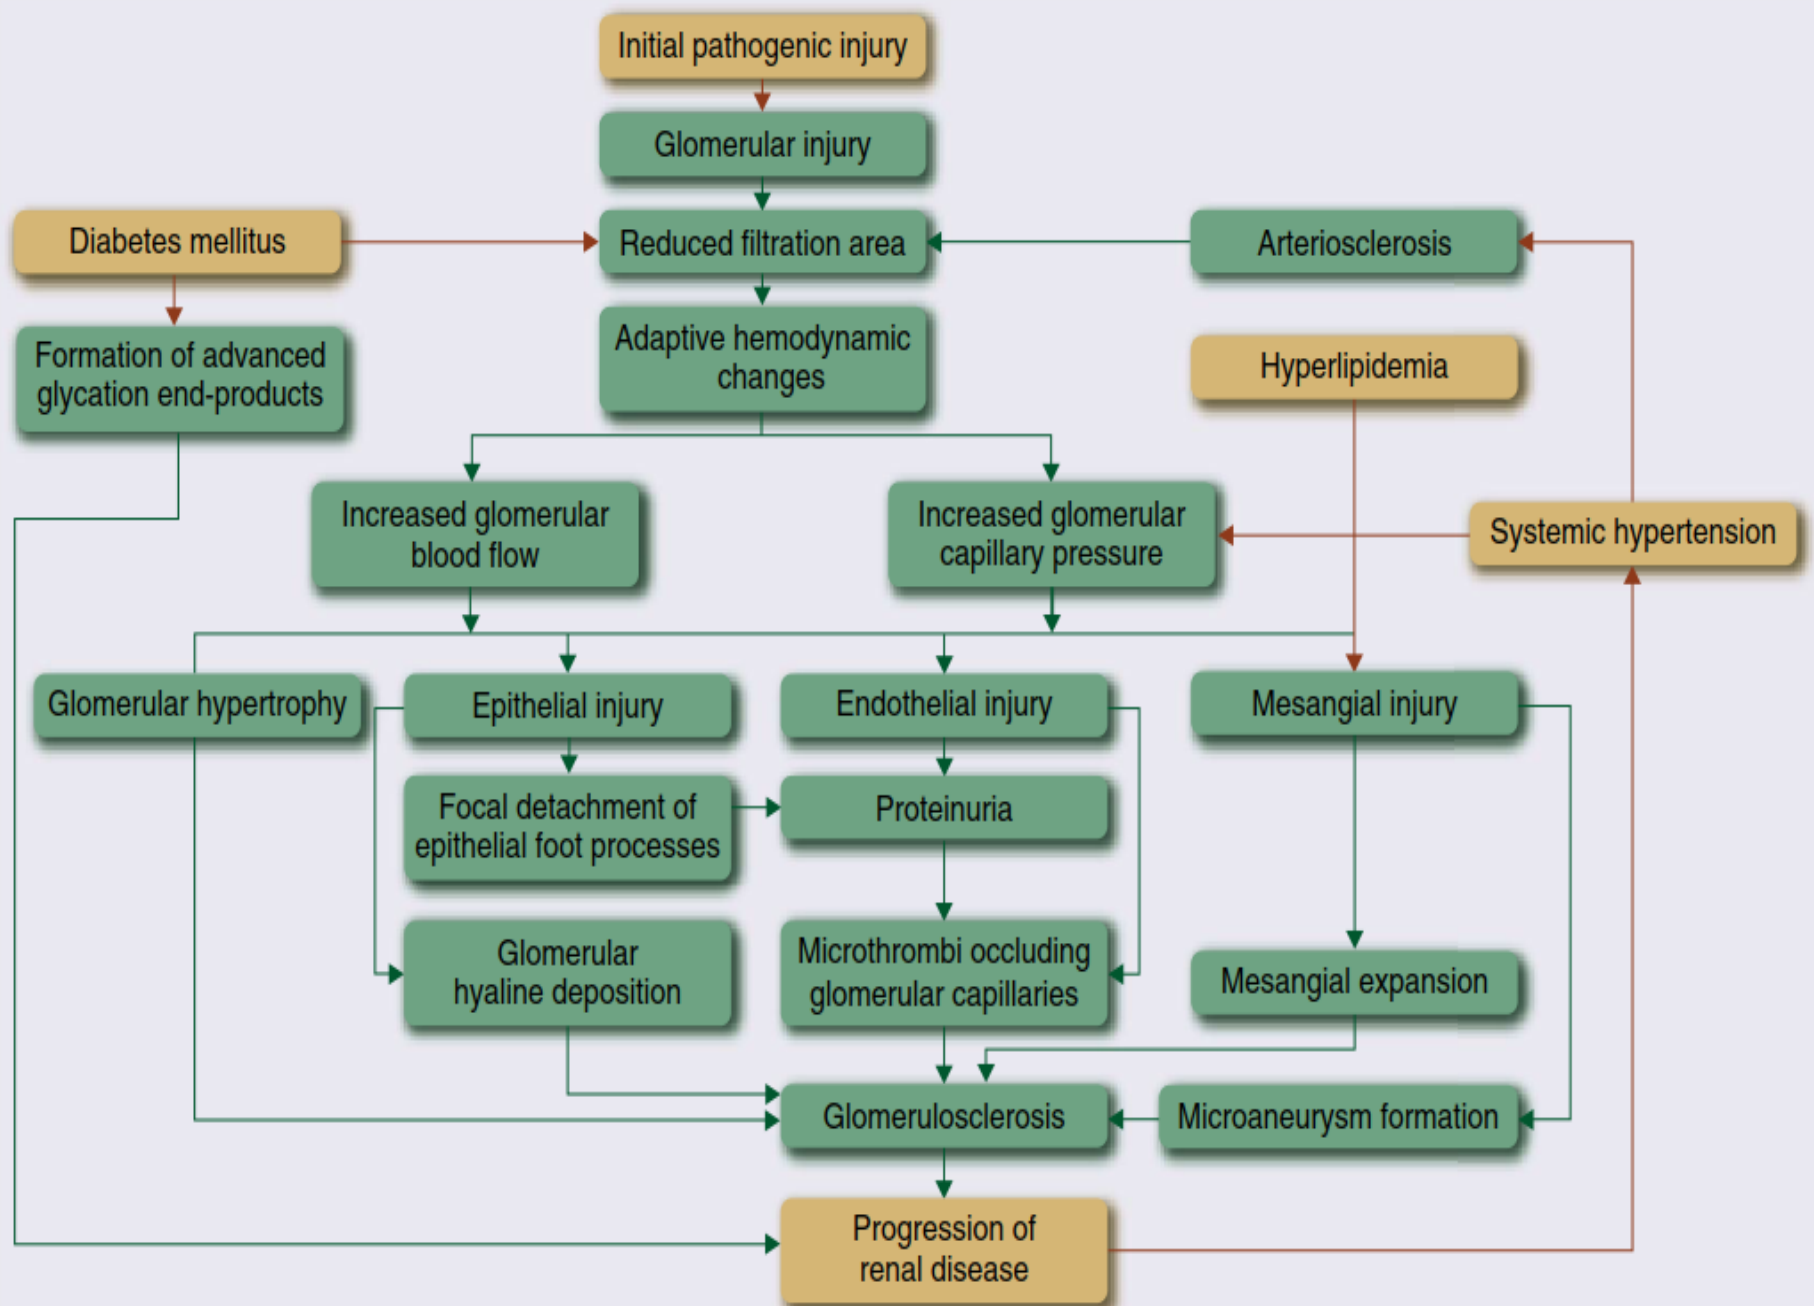 Initial pathogenic injury
Glomerular injury
Diabetes mellitus
Reduced filtration area
Arteriosclerosis
Formation of advanced
glycation end-products
Adaptive hemodynamic
changes
Hyperlipidemia
Increased glomerular
blood flow
Increased glomerular
capillary pressure
Systemic hypertension
Glomerular hypertrophy
Epithelial injury
Endothelial injury
Mesangial injury
Focal detachment of
epithelial foot processes
Proteinuria
Glomerular
hyaline deposition
Microthrombi occluding
glomerular capillaries
Mesangial expansion
Glomerulosclerosis
Microaneurysm formation
Progression of
renal disease